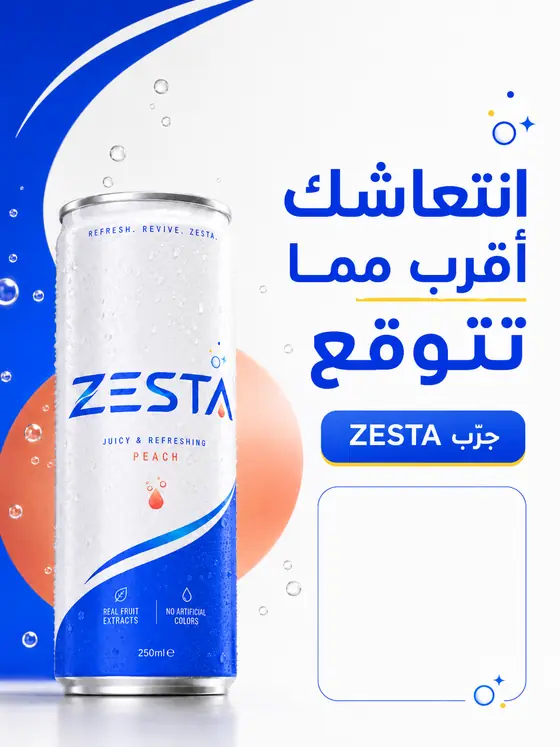 انتعاشك
أقرب ممـا
تتوقع
جرّب ZESTA
REFRESH. REVIVE. ZESTA.
ZESTA
JUICY & REFRESHING
PEACH
REAL FRUIT
EXTRACTS
NO ARTIFICIAL
COLORS
250ml e